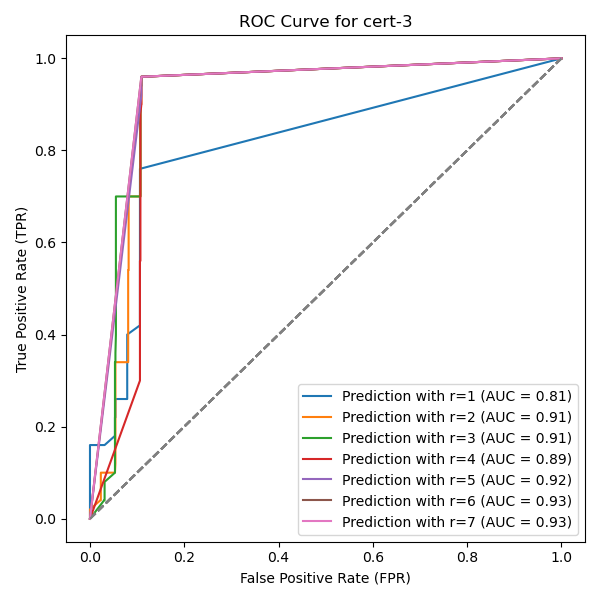 ROC Curve for cert-3
True Positive Rate (TPR)
1.0
0.8
0.6
0.4
0.2
0.0
Prediction with r=1 (AUC = 0.81)
Prediction with r=2 (AUC = 0.91)
Prediction with r=3 (AUC = 0.91)
Prediction with r=4 (AUC = 0.89)
Prediction with r=5 (AUC = 0.92)
Prediction with r=6 (AUC = 0.93)
Prediction with r=7 (AUC = 0.93)
0.0 0.2 0.4 0.6 0.8 1.0
False Positive Rate (FPR)